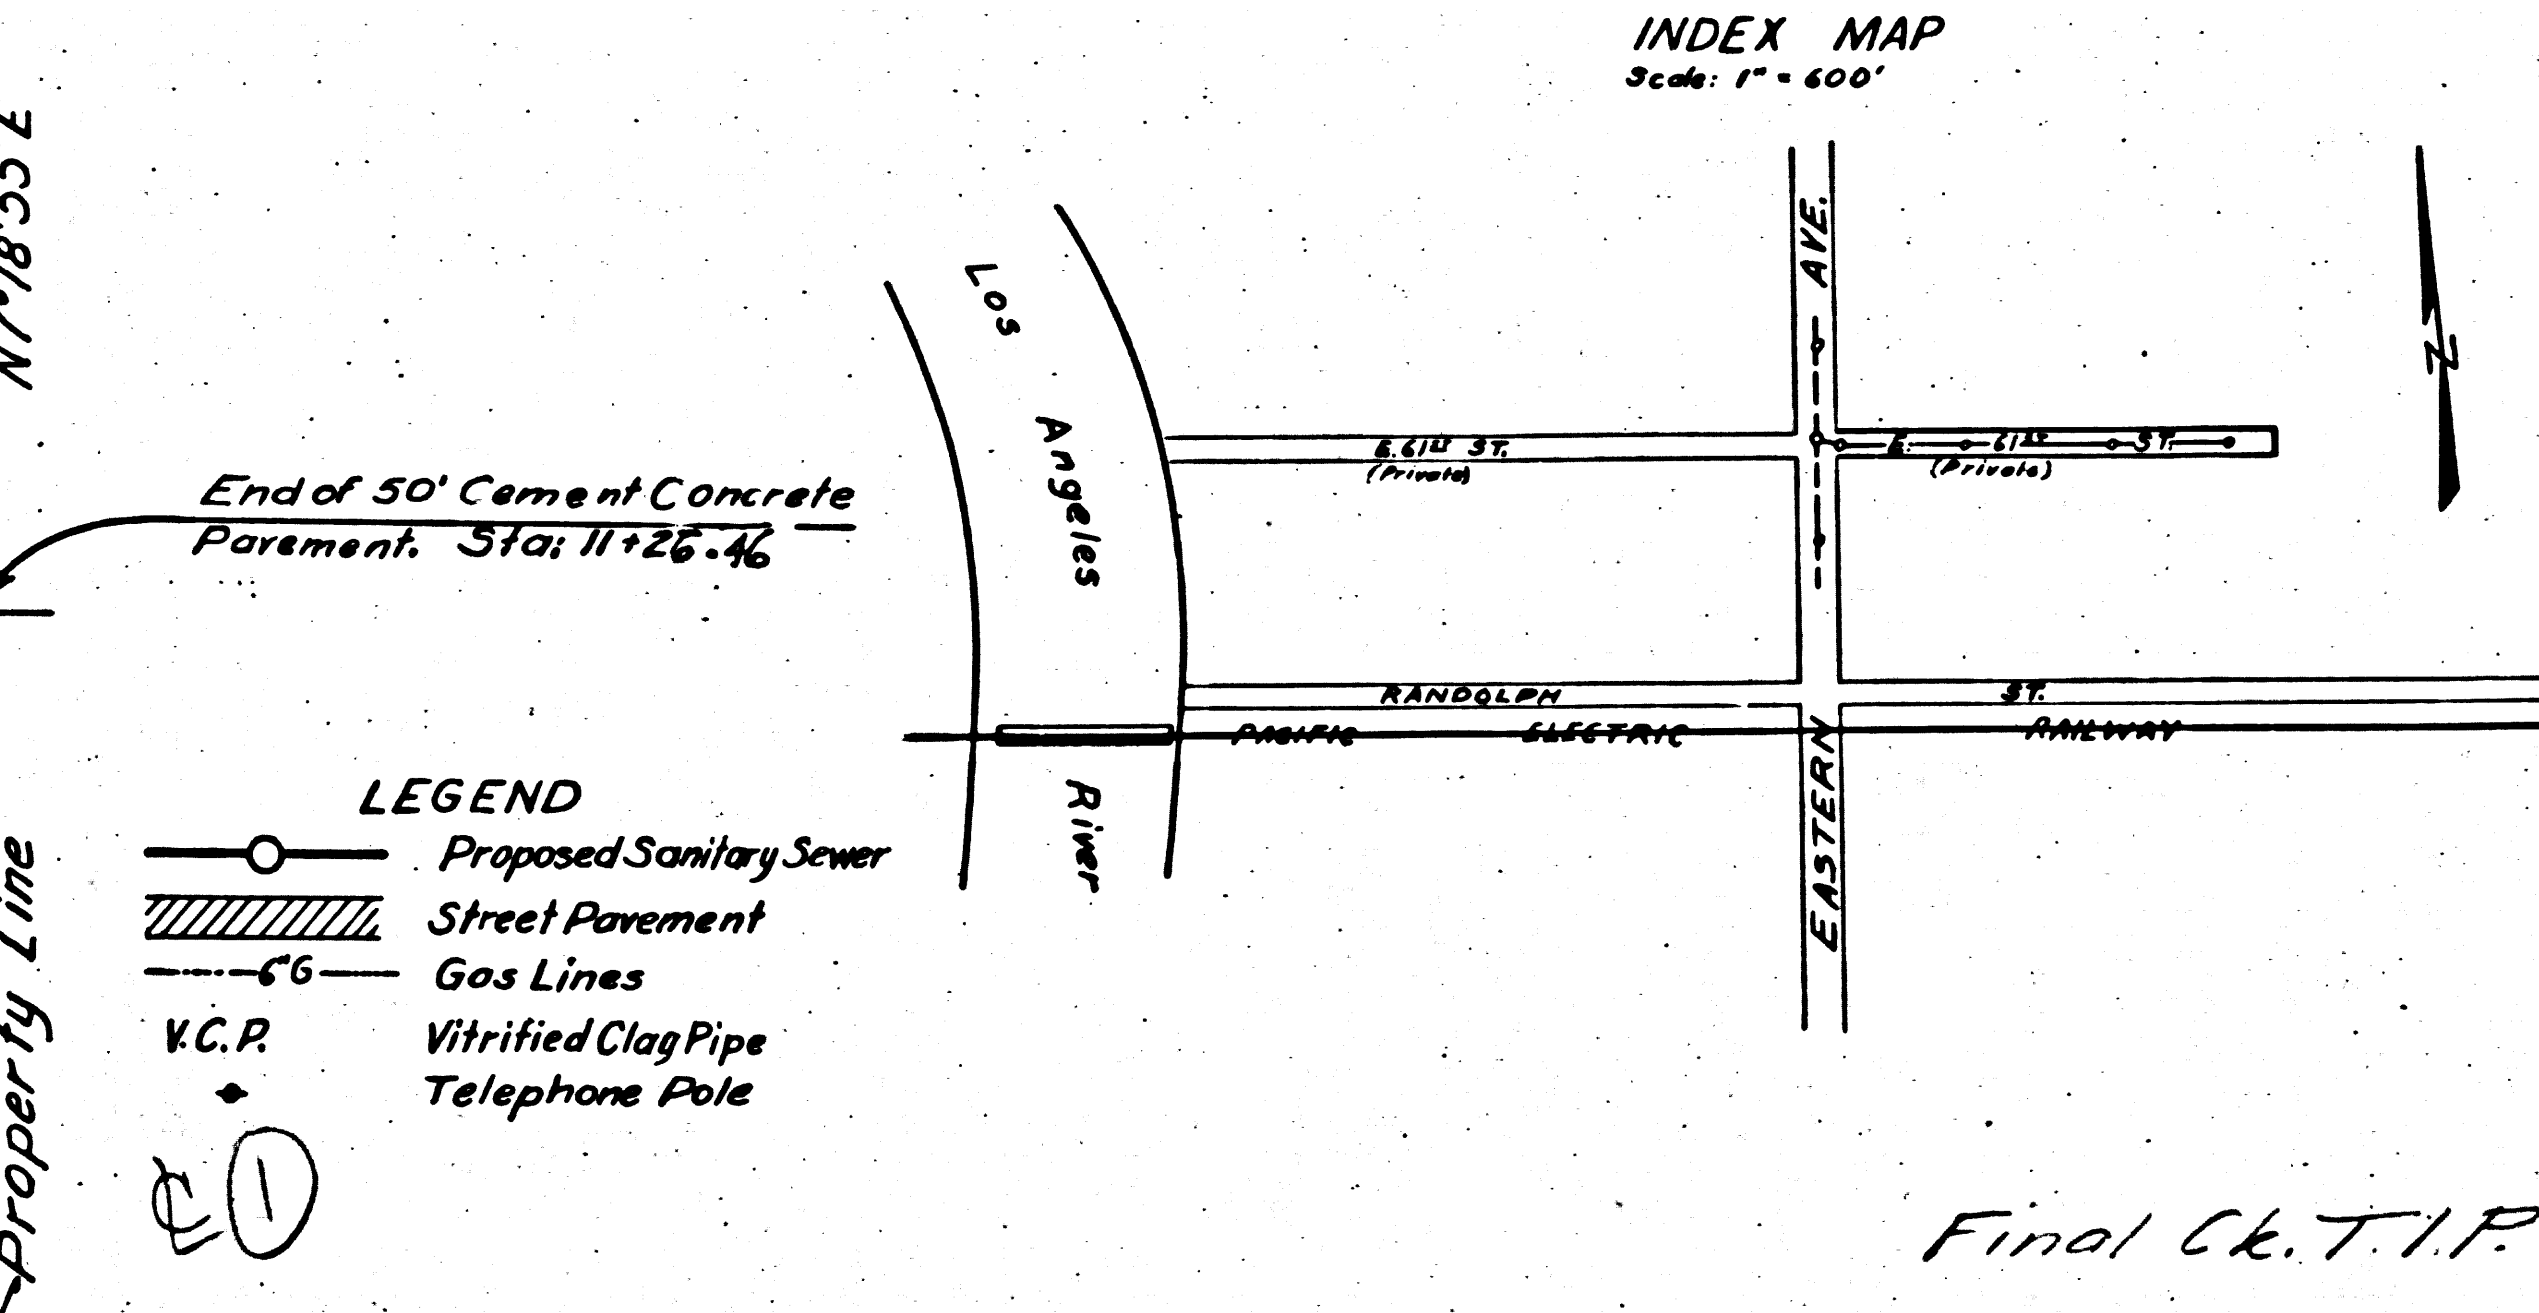 INDEX MAP
Scale: 1" = 600'
N7°18'35"E
End of 50' Cement Concrete
Pavement. Sta: 11+26.46
Los Angeles River
AVE.
E. 61ST ST.
(Private)
E. 61ST ST.
(Private)
N
RANDOLPH ST.
PACIFIC ELECTRIC RAILWAY
EASTERN
LEGEND
Proposed Sanitary Sewer
Street Pavement
6"G Gas Lines
V.C.P. Vitrified Clay Pipe
Telephone Pole
Property Line
1
Final Ck. T.I.P.